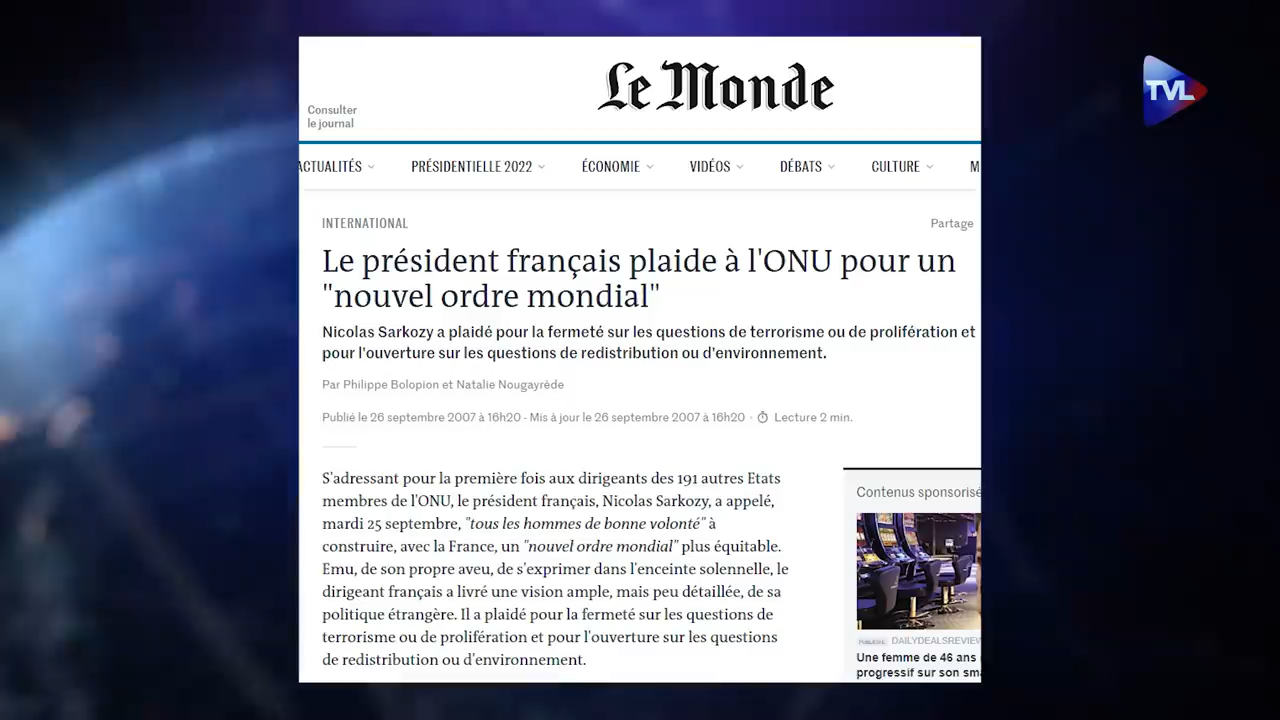 Le Monde
TVL
Consulter
le journal
ACTUALITÉS
PRÉSIDENTIELLE 2022
ÉCONOMIE
VIDÉOS
DÉBATS
CULTURE
M
INTERNATIONAL
Partage
Le président français plaide à l'ONU pour un
"nouvel ordre mondial"
Nicolas Sarkozy a plaidé pour la fermeté sur les questions de terrorisme ou de prolifération et
pour l'ouverture sur les questions de redistribution ou d'environnement.
Par Philippe Bolopion et Natalie Nougayrède
Publié le 26 septembre 2007 à 16h20 - Mis à jour le 26 septembre 2007 à 16h20 · Lecture 2 min.
S'adressant pour la première fois aux dirigeants des 191 autres Etats
membres de l'ONU, le président français, Nicolas Sarkozy, a appelé,
mardi 25 septembre, "tous les hommes de bonne volonté" à
construire, avec la France, un "nouvel ordre mondial" plus équitable.
Emu, de son propre aveu, de s'exprimer dans l'enceinte solennelle, le
dirigeant français a livré une vision ample, mais peu détaillée, de sa
politique étrangère. Il a plaidé pour la fermeté sur les questions de
terrorisme ou de prolifération et pour l'ouverture sur les questions
de redistribution ou d'environnement.
Contenus sponsorisé
DAILYDEALSREVIEW
Une femme de 46 ans
progressif sur son sma